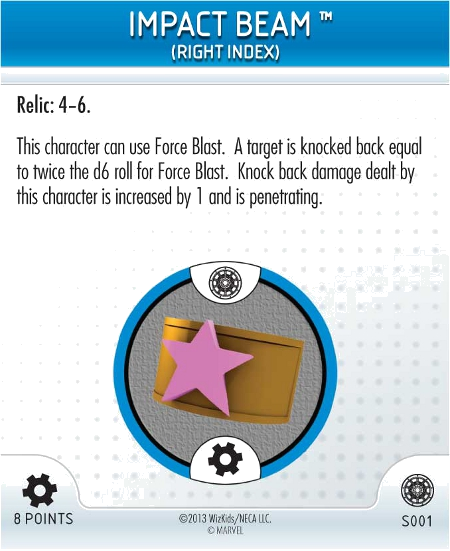 IMPACT BEAM ™
(RIGHT INDEX)
Relic: 4–6.
This character can use Force Blast. A target is knocked back equal
to twice the d6 roll for Force Blast. Knock back damage dealt by
this character is increased by 1 and is penetrating.
8 POINTS
©2013 WizKids/NECA LLC.
© MARVEL
S001